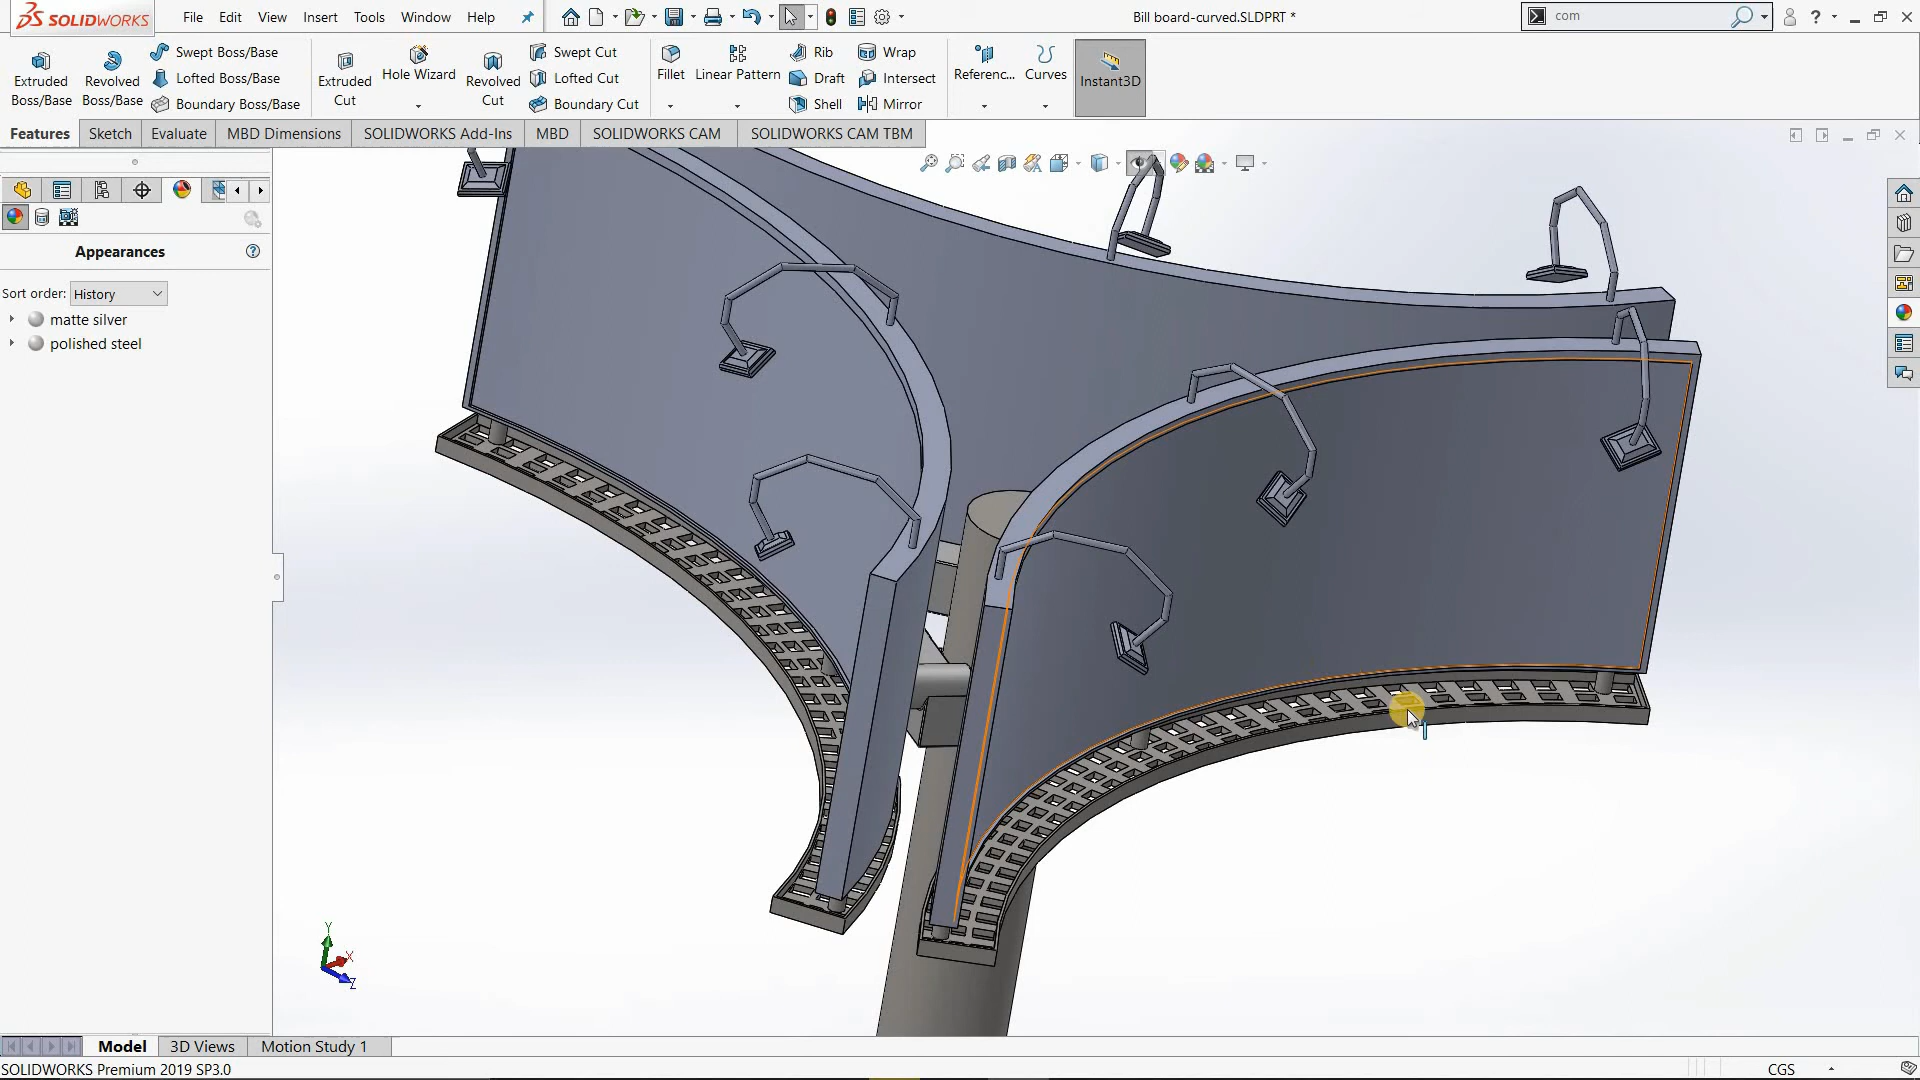 SOLIDWORKS File Edit View Insert Tools Window Help Bill board-curved.SLDPRT * com ?
Extruded Boss/Base
Revolved Boss/Base
Swept Boss/Base
Lofted Boss/Base
Boundary Boss/Base
Extruded Cut
Hole Wizard
Revolved Cut
Swept Cut
Lofted Cut
Boundary Cut
Fillet
Linear Pattern
Rib
Draft
Shell
Wrap
Intersect
Mirror
Referenc...
Curves
Instant3D
Features Sketch Evaluate MBD Dimensions SOLIDWORKS Add-Ins MBD SOLIDWORKS CAM SOLIDWORKS CAM TBM
Appearances ?
Sort order: History
matte silver
polished steel
Y
X
Z
Model 3D Views Motion Study 1
SOLIDWORKS Premium 2019 SP3.0 CGS